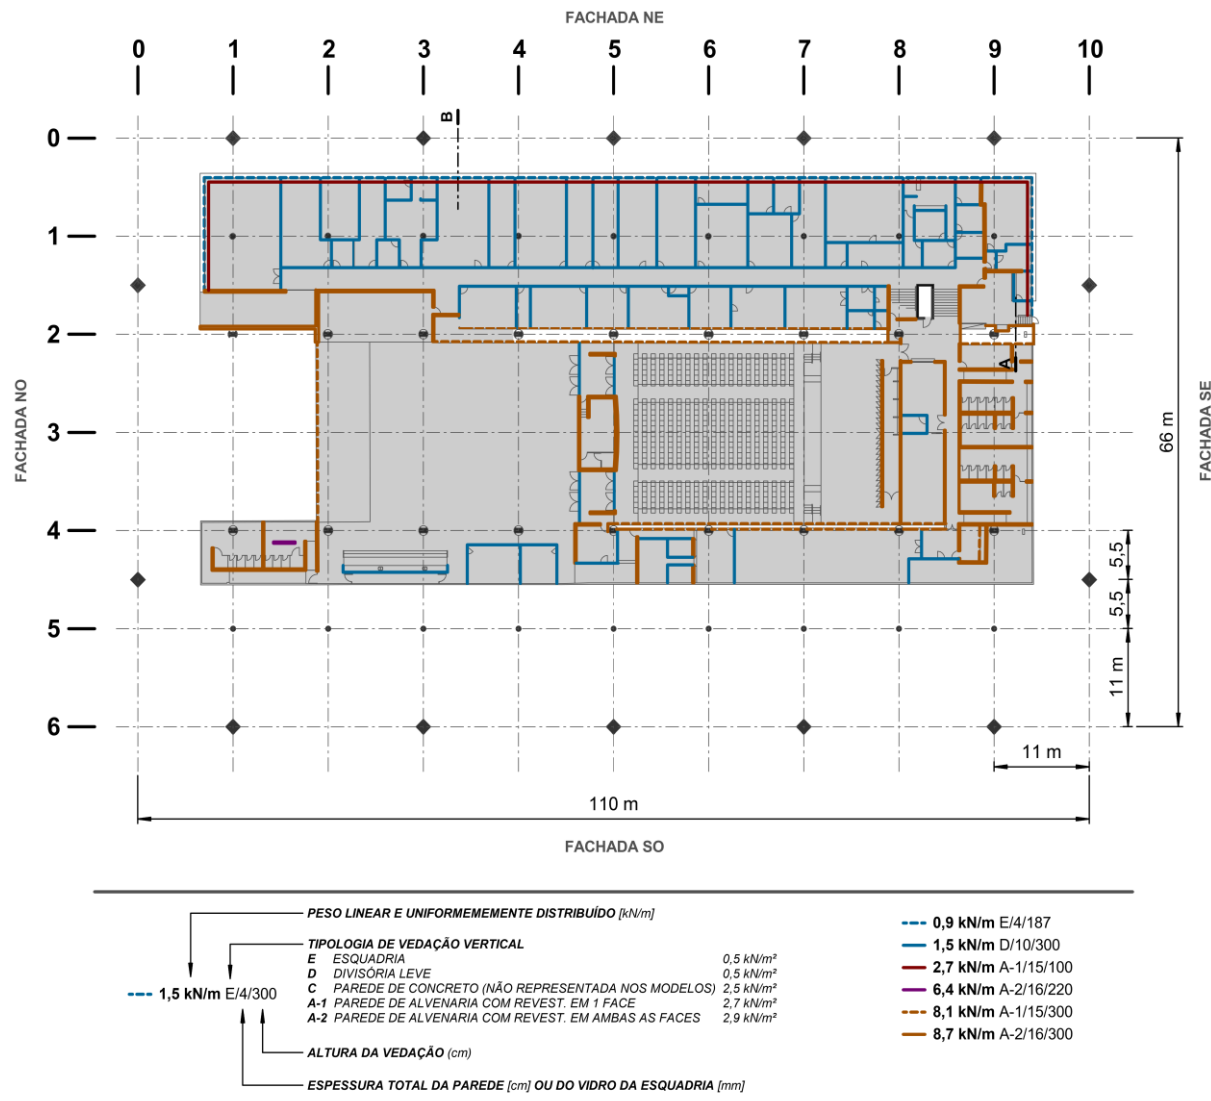 FACHADA NE
0 1 2 3 4 5 6 7 8 9 10
B
0
1
2
A
3
4
5
6
FACHADA NO
FACHADA SE
66 m
5,5
5,5
11 m
11 m
110 m
FACHADA SO
PESO LINEAR E UNIFORMEMEMENTE DISTRIBUÍDO [kN/m]
TIPOLOGIA DE VEDAÇÃO VERTICAL
E ESQUADRIA 0,5 kN/m²
D DIVISÓRIA LEVE 0,5 kN/m²
C PAREDE DE CONCRETO (NÃO REPRESENTADA NOS MODELOS) 2,5 kN/m²
A-1 PAREDE DE ALVENARIA COM REVEST. EM 1 FACE 2,7 kN/m²
A-2 PAREDE DE ALVENARIA COM REVEST. EM AMBAS AS FACES 2,9 kN/m²
1,5 kN/m E/4/300
ALTURA DA VEDAÇÃO (cm)
ESPESSURA TOTAL DA PAREDE [cm] OU DO VIDRO DA ESQUADRIA [mm]
0,9 kN/m E/4/187
1,5 kN/m D/10/300
2,7 kN/m A-1/15/100
6,4 kN/m A-2/16/220
8,1 kN/m A-1/15/300
8,7 kN/m A-2/16/300